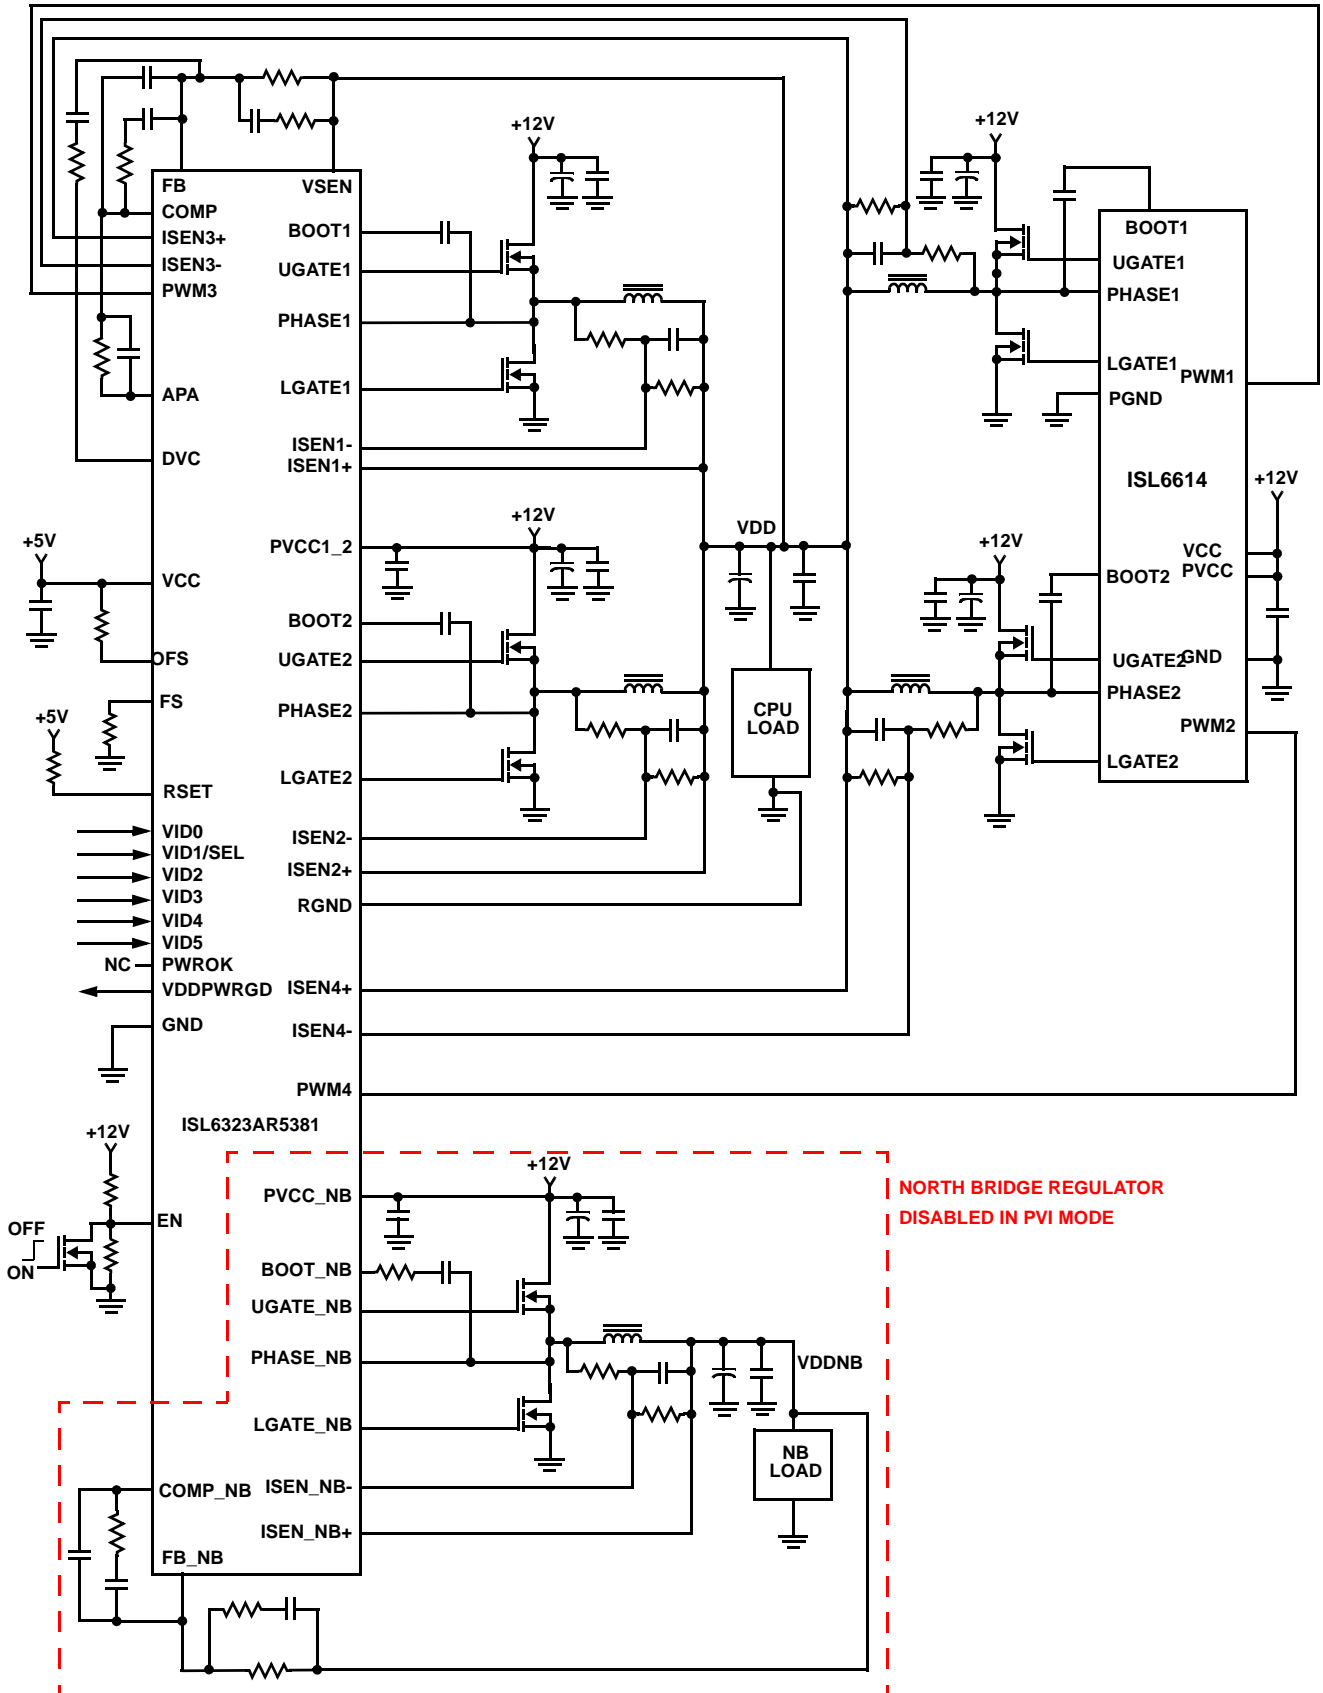 +12V
+12V
FB
VSEN
COMP
BOOT1
ISEN3+
ISEN3-
UGATE1
PWM3
PHASE1
LGATE1
APA
ISEN1-
DVC
ISEN1+
BOOT1
UGATE1
PHASE1
LGATE1
PWM1
PGND
ISL6614
+12V
+12V
VDD
+12V
+5V
PVCC1_2
VCC
VCC
PVCC
BOOT2
BOOT2
UGATE2
OFS
UGATE2
GND
FS
PHASE2
PHASE2
CPU
LOAD
PWM2
+5V
LGATE2
LGATE2
RSET
VID0
VID1/SEL
VID2
VID3
VID4
VID5
NC
PWROK
VDDPWRGD
GND
ISEN2-
ISEN2+
RGND
ISEN4+
ISEN4-
PWM4
ISL6323AR5381
+12V
+12V
NORTH BRIDGE REGULATOR
DISABLED IN PVI MODE
PVCC_NB
EN
OFF
ON
BOOT_NB
UGATE_NB
PHASE_NB
VDDNB
LGATE_NB
NB
LOAD
COMP_NB
ISEN_NB-
ISEN_NB+
FB_NB